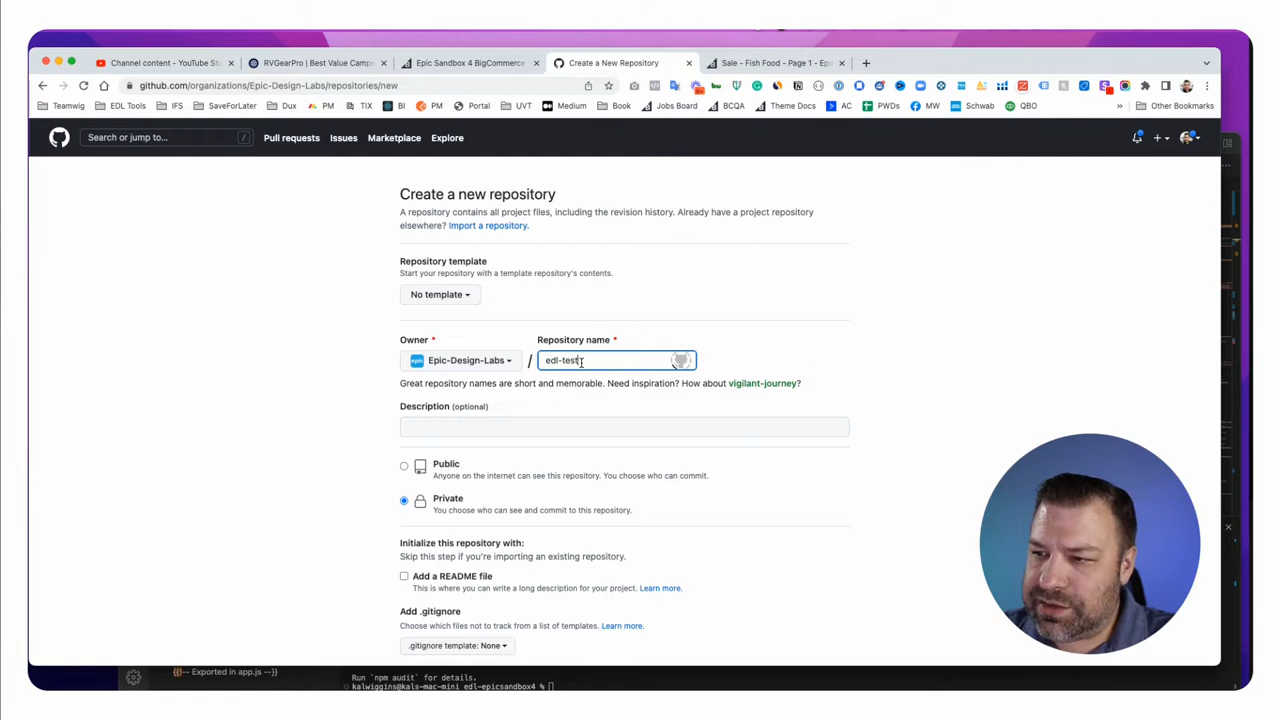 Channel content - YouTube St
RVGearPro | Best Value Camp
Epic Sandbox 4 BigCommerce
Create a New Repository
Sale - Fish Food - Page 1 - Epi
github.com/organizations/Epic-Design-Labs/repositories/new
Teamwig
EDL Tools
IFS
SaveForLater
Dux
PM
TIX
BI
PM
Portal
UVT
Medium
Book
Jobs Board
BCQA
Theme Docs
AC
PWDs
MW
Schwab
QBO
»
Other Bookmarks
Search or jump to...
/
Pull requests
Issues
Marketplace
Explore
Create a new repository
A repository contains all project files, including the revision history. Already have a project repository
elsewhere? Import a repository.
Repository template
Start your repository with a template repository's contents.
No template
Owner *
Repository name *
epic
Epic-Design-Labs
/
edl-test
Great repository names are short and memorable. Need inspiration? How about vigilant-journey?
Description (optional)
Public
Anyone on the internet can see this repository. You choose who can commit.
Private
You choose who can see and commit to this repository.
Initialize this repository with:
Skip this step if you're importing an existing repository.
Add a README file
This is where you can write a long description for your project. Learn more.
Add .gitignore
Choose which files not to track from a list of templates. Learn more.
.gitignore template: None
{{!-- Exported in app.js --}}
Run `npm audit` for details.
kalwiggins@kals-mac-mini edl-epicsandbox4 %